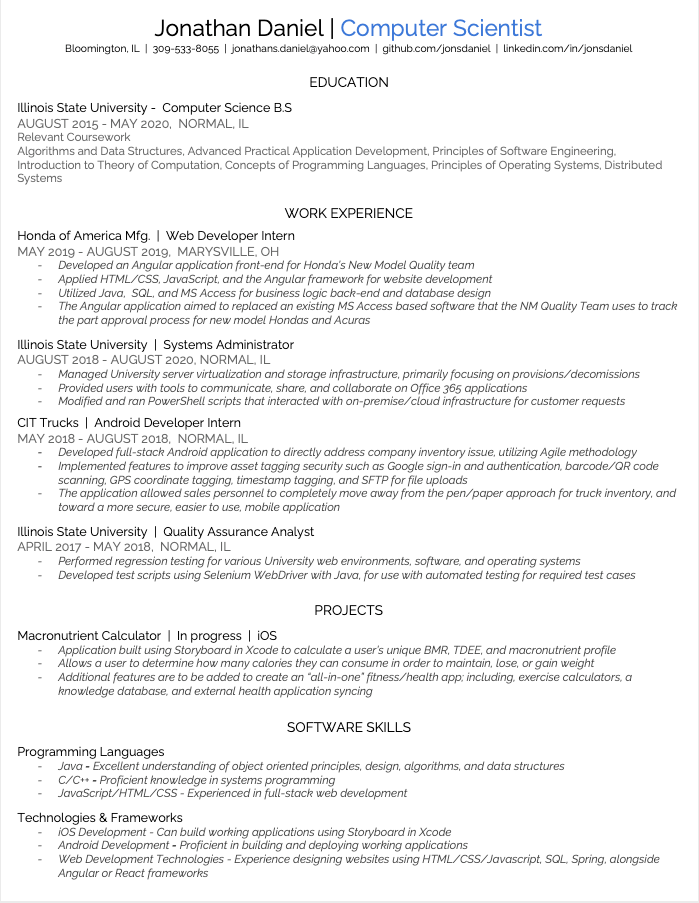 Jonathan Daniel | Computer Scientist
Bloomington, IL | 309-533-8055 | jonathans.daniel@yahoo.com | github.com/jonsdaniel | linkedin.com/in/jonsdaniel
EDUCATION
Illinois State University - Computer Science B.S
AUGUST 2015 - MAY 2020, NORMAL, IL
Relevant Coursework
Algorithms and Data Structures, Advanced Practical Application Development, Principles of Software Engineering,
Introduction to Theory of Computation, Concepts of Programming Languages, Principles of Operating Systems, Distributed
Systems
WORK EXPERIENCE
Honda of America Mfg. | Web Developer Intern
MAY 2019 - AUGUST 2019, MARYSVILLE, OH
- Developed an Angular application front-end for Honda's New Model Quality team
- Applied HTML/CSS, JavaScript, and the Angular framework for website development
- Utilized Java, SQL, and MS Access for business logic back-end and database design
- The Angular application aimed to replaced an existing MS Access based software that the NM Quality Team uses to track
the part approval process for new model Hondas and Acuras
Illinois State University | Systems Administrator
AUGUST 2018 - AUGUST 2020, NORMAL, IL
- Managed University server virtualization and storage infrastructure, primarily focusing on provisions/decomissions
- Provided users with tools to communicate, share, and collaborate on Office 365 applications
- Modified and ran PowerShell scripts that interacted with on-premise/cloud infrastructure for customer requests
CIT Trucks | Android Developer Intern
MAY 2018 - AUGUST 2018, NORMAL, IL
- Developed full-stack Android application to directly address company inventory issue, utilizing Agile methodology
- Implemented features to improve asset tagging security such as Google sign-in and authentication, barcode/QR code
scanning, GPS coordinate tagging, timestamp tagging, and SFTP for file uploads
- The application allowed sales personnel to completely move away from the pen/paper approach for truck inventory, and
toward a more secure, easier to use, mobile application
Illinois State University | Quality Assurance Analyst
APRIL 2017 - MAY 2018, NORMAL, IL
- Performed regression testing for various University web environments, software, and operating systems
- Developed test scripts using Selenium WebDriver with Java, for use with automated testing for required test cases
PROJECTS
Macronutrient Calculator | In progress | iOS
- Application built using Storyboard in Xcode to calculate a user's unique BMR, TDEE, and macronutrient profile
- Allows a user to determine how many calories they can consume in order to maintain, lose, or gain weight
- Additional features are to be added to create an "all-in-one" fitness/health app; including, exercise calculators, a
knowledge database, and external health application syncing
SOFTWARE SKILLS
Programming Languages
- Java - Excellent understanding of object oriented principles, design, algorithms, and data structures
- C/C++ - Proficient knowledge in systems programming
- JavaScript/HTML/CSS - Experienced in full-stack web development
Technologies & Frameworks
- iOS Development - Can build working applications using Storyboard in Xcode
- Android Development - Proficient in building and deploying working applications
- Web Development Technologies - Experience designing websites using HTML/CSS/Javascript, SQL, Spring, alongside
Angular or React frameworks